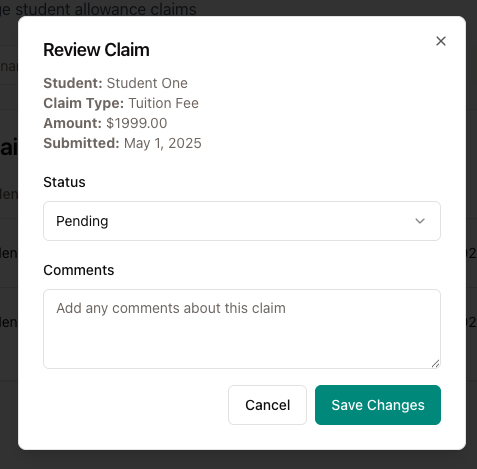 ge student allowance claims
Review Claim
Student: Student One
Claim Type: Tuition Fee
Amount: $1999.00
Submitted: May 1, 2025
Status
Pending
Comments
Add any comments about this claim
Cancel
Save Changes